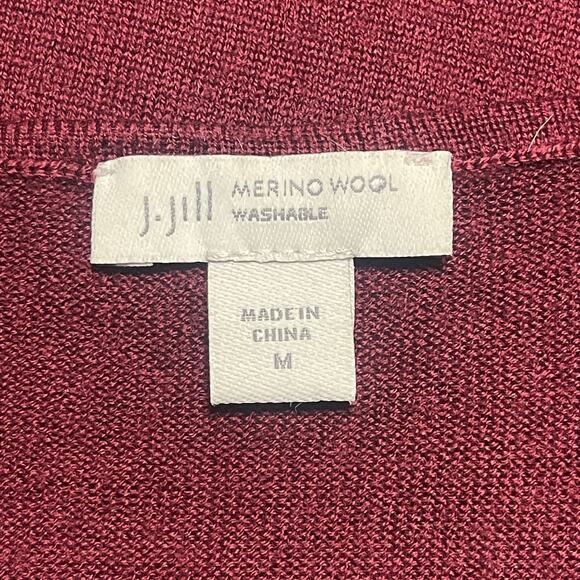 J.Jill MERINO WOOL
WASHABLE
MADE IN
CHINA
M